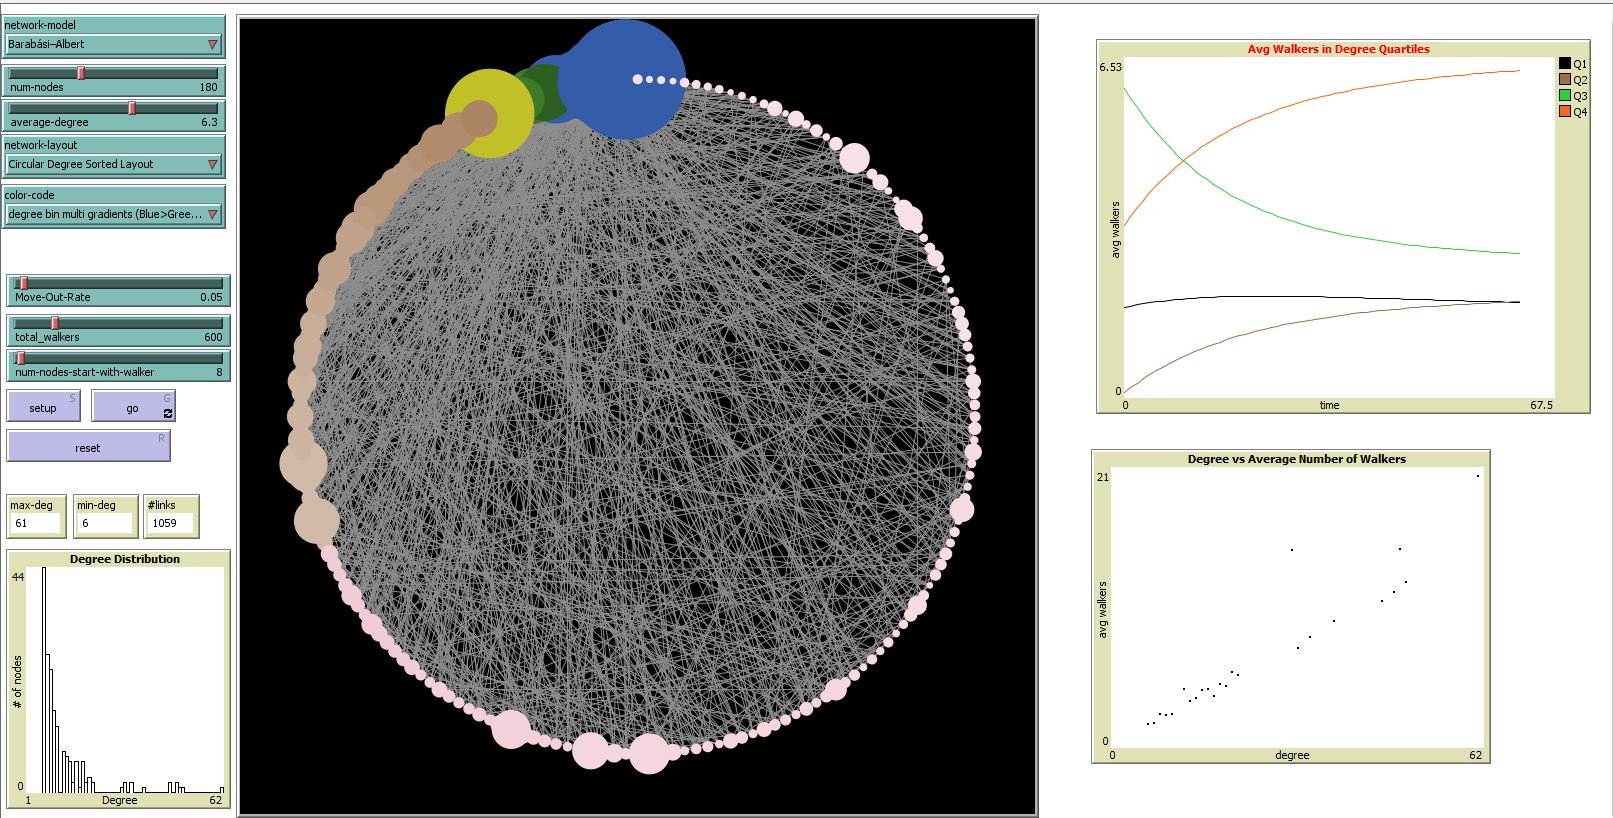 network-model
Barabási–Albert
num-nodes 180
average-degree 6.3
network-layout
Circular Degree Sorted Layout
color-code
degree bin multi gradients (Blue>Gree...
Move-Out-Rate 0.05
total_walkers 600
num-nodes-start-with-walker 8
S
setup
G
go
R
reset
max-deg
61
min-deg
6
#links
1059
Degree Distribution
44
# of nodes
0
1 Degree 62
Avg Walkers in Degree Quartiles
6.53
avg walkers
0
0 time 67.5
Q1
Q2
Q3
Q4
Degree vs Average Number of Walkers
21
avg walkers
0
0 degree 62